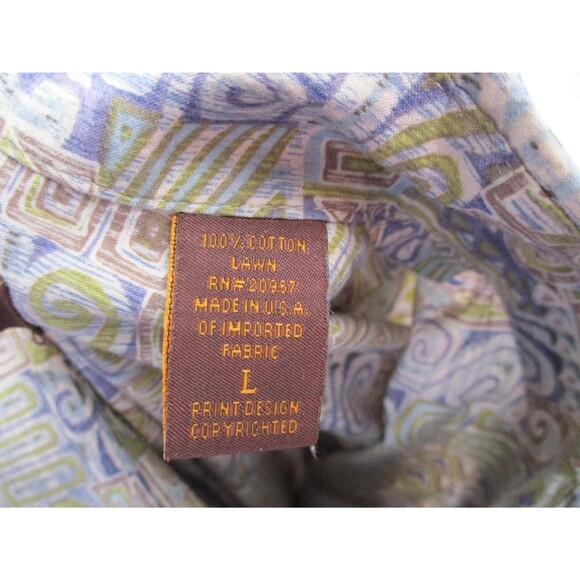 100% COTTON
LAWN
RN#20957
MADE IN U.S.A.
OF IMPORTED
FABRIC
L
PRINT DESIGN
COPYRIGHTED